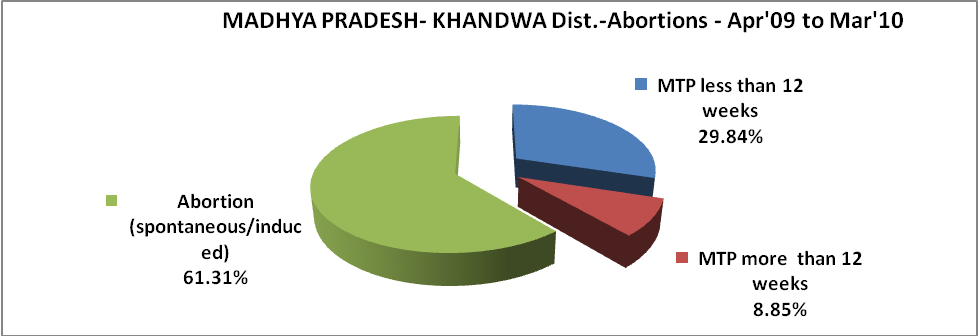 MADHYA PRADESH- KHANDWA Dist.-Abortions - Apr'09 to Mar'10
MTP less than 12
weeks
29.84%
Abortion
(spontaneous/induc
ed)
61.31%
MTP more than 12
weeks
8.85%